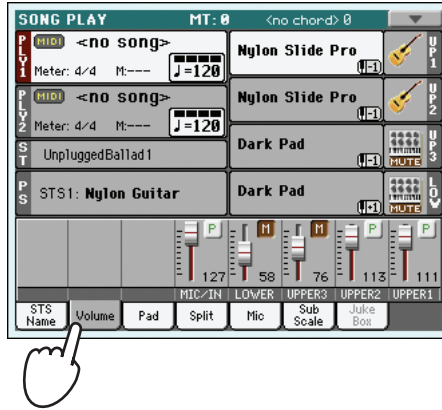 SONG PLAY MT: 0 <no chord> 0
PLY1 MIDI <no song>
Meter: 4/4 M:--- ♩=120
Nylon Slide Pro -1 UP1
PLY2 MIDI <no song>
Meter: 4/4 M:--- ♩=120
Nylon Slide Pro -1 UP2
ST UnpluggedBallad1
Dark Pad -1 MUTE UP3
PS STS1: Nylon Guitar
Dark Pad +1 MUTE LOW
P M M P P
127 58 76 113 111
MIC/IN LOWER UPPER3 UPPER2 UPPER1
STS Name Volume Pad Split Mic Sub Scale Juke Box